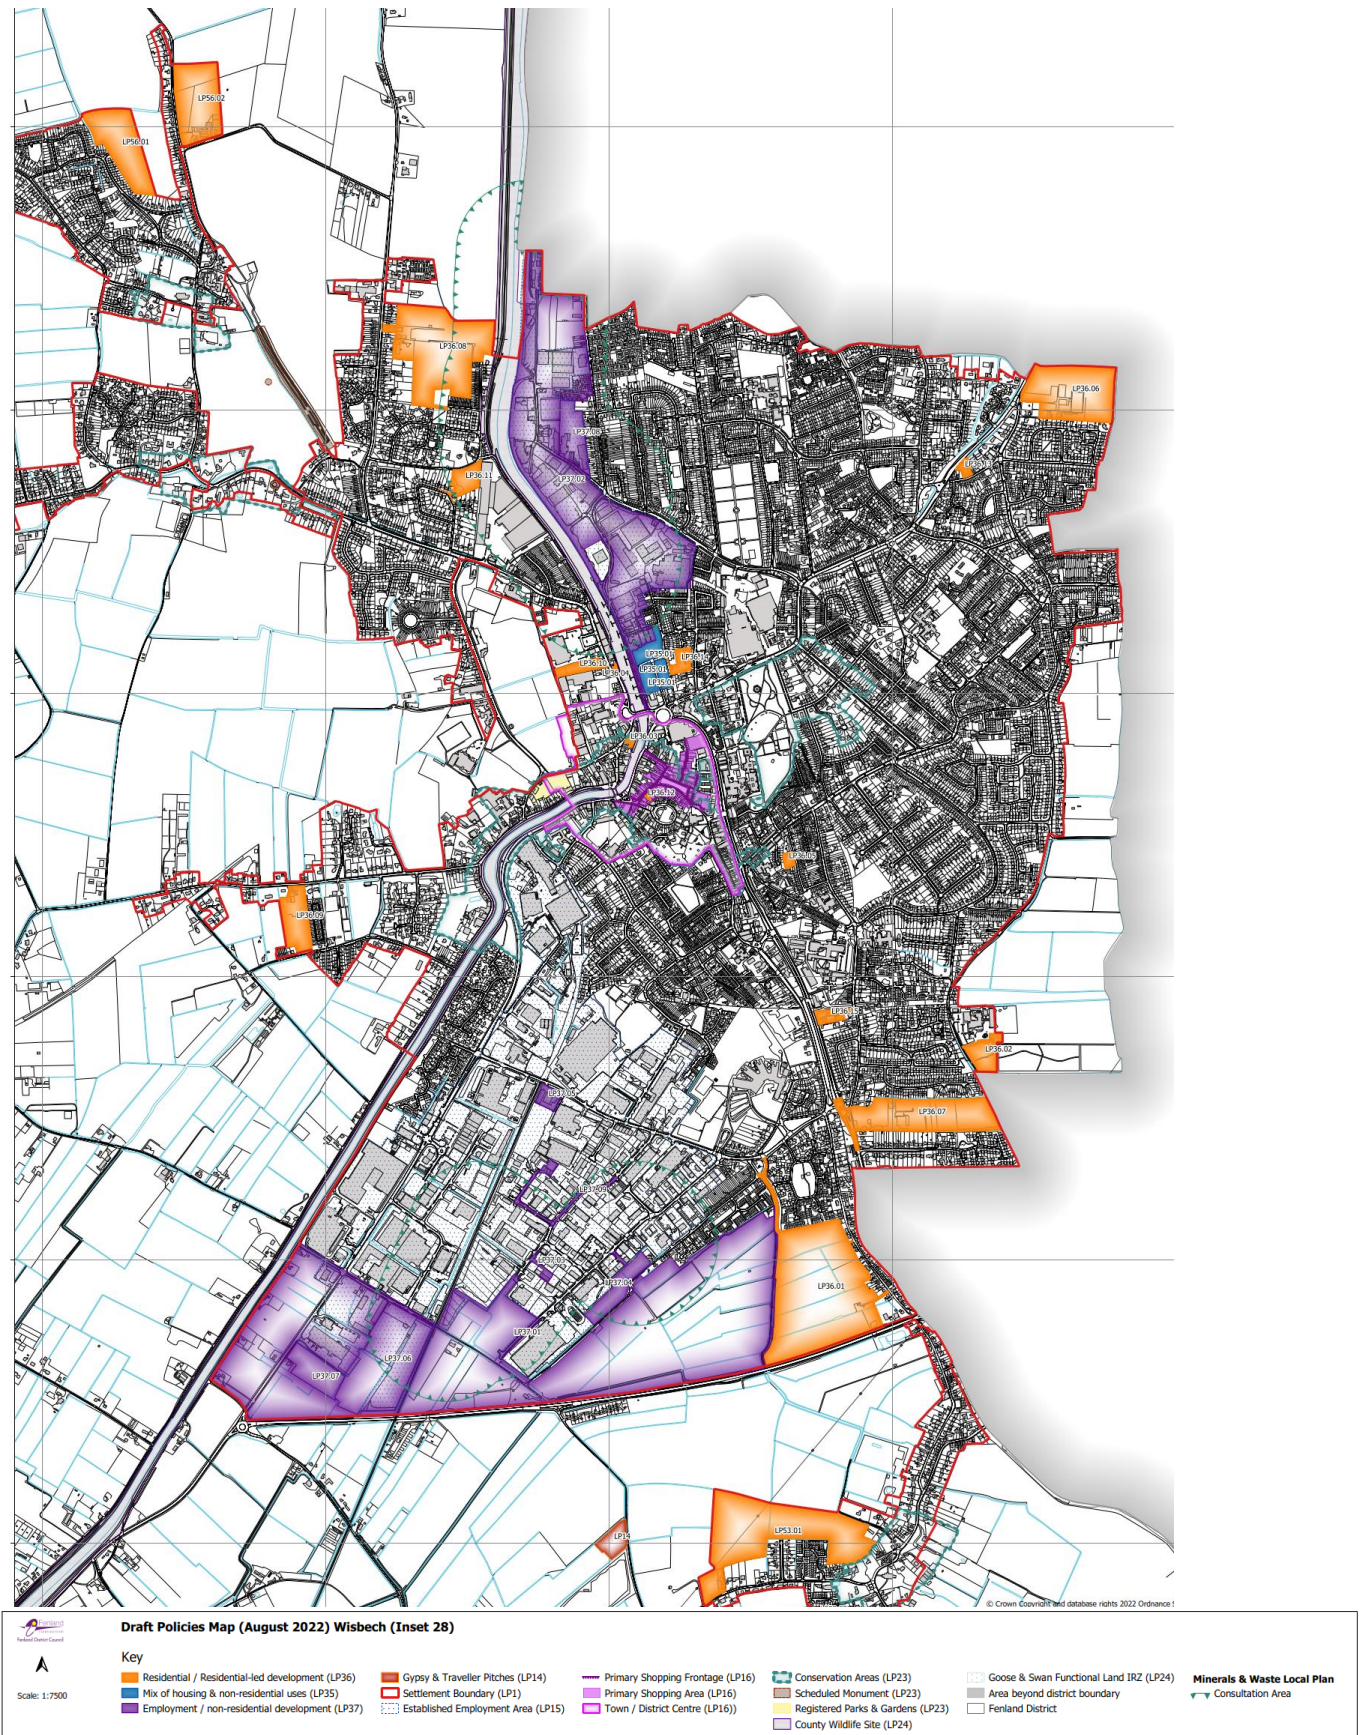 LP56.02
LP56.01
LP36.08
LP36.06
LP37.08
LP36.11
LP37.02
LP35.01
LP36.10
LP35.01
LP36.04
LP35.01
LP36.03
LP36.12
LP36.09
LP36.02
LP37.05
LP36.07
LP37.09
LP37.03
LP37.04
LP36.01
LP37.01
LP37.06
LP37.07
LP53.01
LP14
© Crown Copyright and database rights 2022 Ordnance
Fenland
Fenland District Council
Scale: 1:7500
Draft Policies Map (August 2022) Wisbech (Inset 28)
Key
Residential / Residential-led development (LP36)
Mix of housing & non-residential uses (LP35)
Employment / non-residential development (LP37)
Gypsy & Traveller Pitches (LP14)
Settlement Boundary (LP1)
Established Employment Area (LP15)
Primary Shopping Frontage (LP16)
Primary Shopping Area (LP16)
Town / District Centre (LP16))
Conservation Areas (LP23)
Scheduled Monument (LP23)
Registered Parks & Gardens (LP23)
County Wildlife Site (LP24)
Goose & Swan Functional Land IRZ (LP24)
Area beyond district boundary
Fenland District
Minerals & Waste Local Plan
Consultation Area